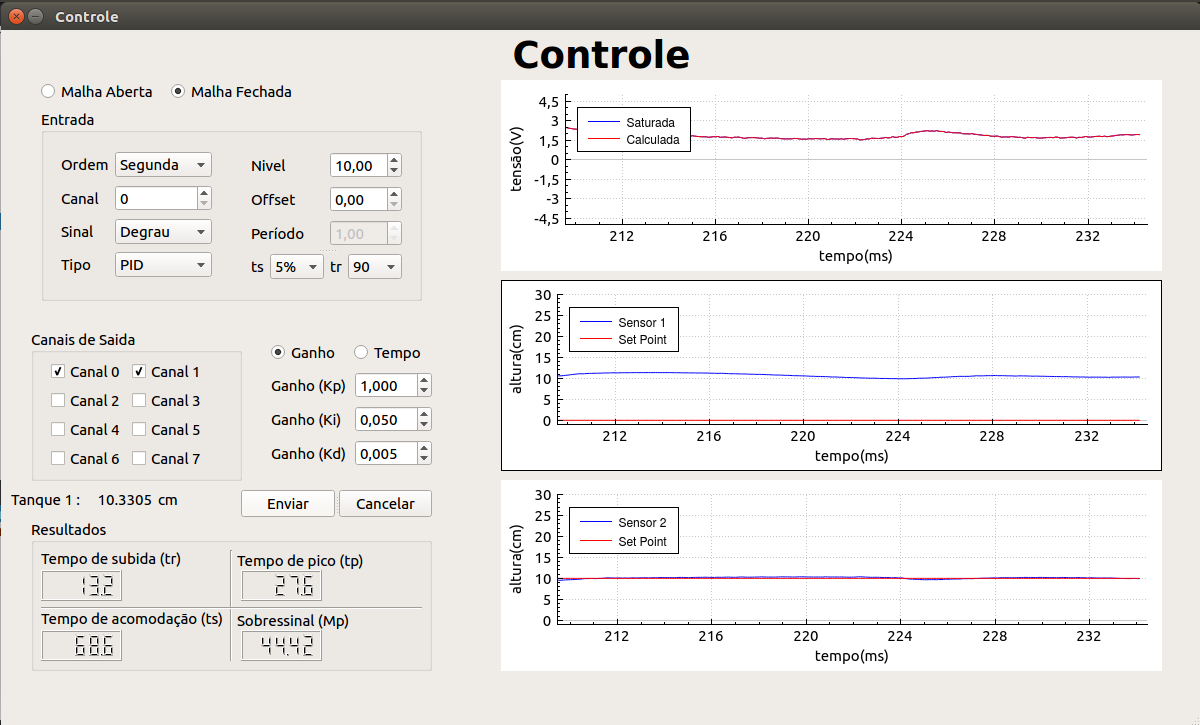 Controle
Controle
Malha Aberta Malha Fechada
Entrada
Ordem Segunda Nivel 10,00
Canal 0 Offset 0,00
Sinal Degrau Período 1,00
Tipo PID ts 5% tr 90
Canais de Saida
Canal 0 Canal 1
Canal 2 Canal 3
Canal 4 Canal 5
Canal 6 Canal 7
Ganho Tempo
Ganho (Kp) 1,000
Ganho (Ki) 0,050
Ganho (Kd) 0,005
Tanque 1 : 10.3305 cm
Enviar Cancelar
Resultados
Tempo de subida (tr) Tempo de pico (tp)
13.2 27.6
Tempo de acomodação (ts) Sobressinal (Mp)
68.6 44.42
tensão(V)
4,5
3
1,5
0
-1,5
-3
-4,5
Saturada
Calculada
212 216 220 224 228 232
tempo(ms)
altura(cm)
30
25
20
15
10
5
0
Sensor 1
Set Point
212 216 220 224 228 232
tempo(ms)
altura(cm)
30
25
20
15
10
5
0
Sensor 2
Set Point
212 216 220 224 228 232
tempo(ms)